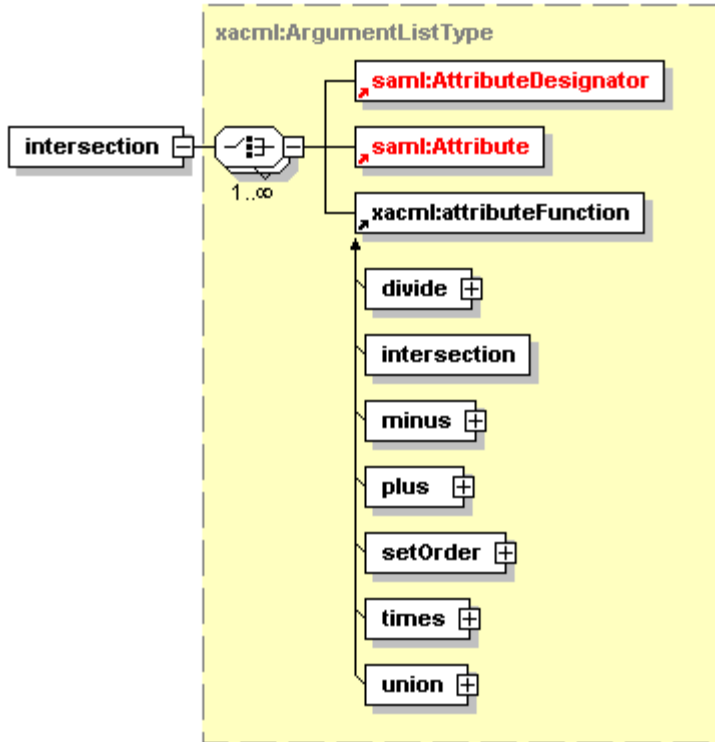 xacml:ArgumentListType
saml:AttributeDesignator
intersection
saml:Attribute
1..∞
xacml:attributeFunction
divide
intersection
minus
plus
setOrder
times
union